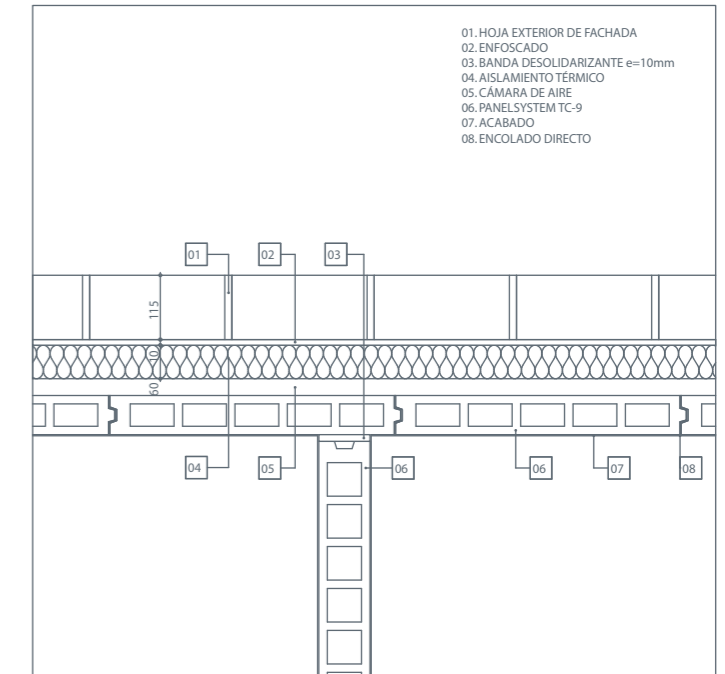 01. HOJA EXTERIOR DE FACHADA
02. ENFOSCADO
03. BANDA DESOLIDARIZANTE e=10mm
04. AISLAMIENTO TÉRMICO
05. CÁMARA DE AIRE
06. PANELSYSTEM TC-9
07. ACABADO
08. ENCOLADO DIRECTO
01
02
03
115
10
60
04
05
06
06
07
08